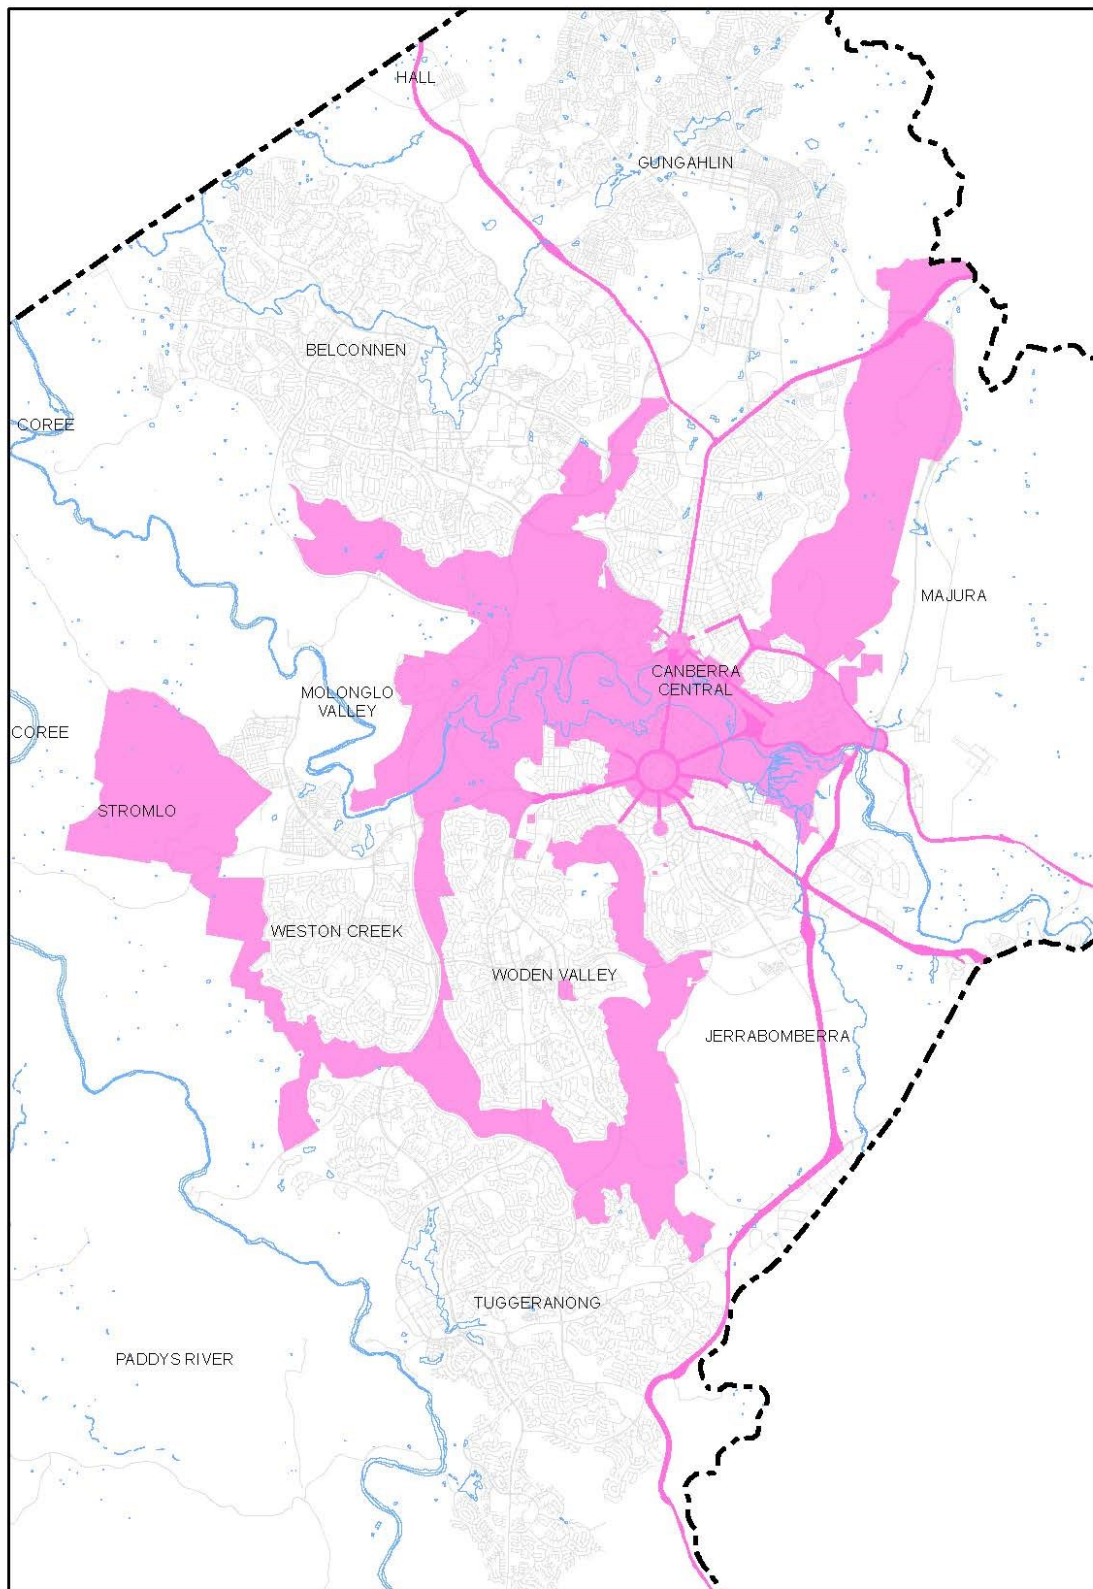 HALL
GUNGAHLIN
BELCONNEN
COREE
MAJURA
CANBERRA
CENTRAL
MOLONGLO
VALLEY
COREE
STROMLO
WESTON CREEK
WODEN VALLEY
JERRABOMBERRA
TUGGERANONG
PADDYS RIVER